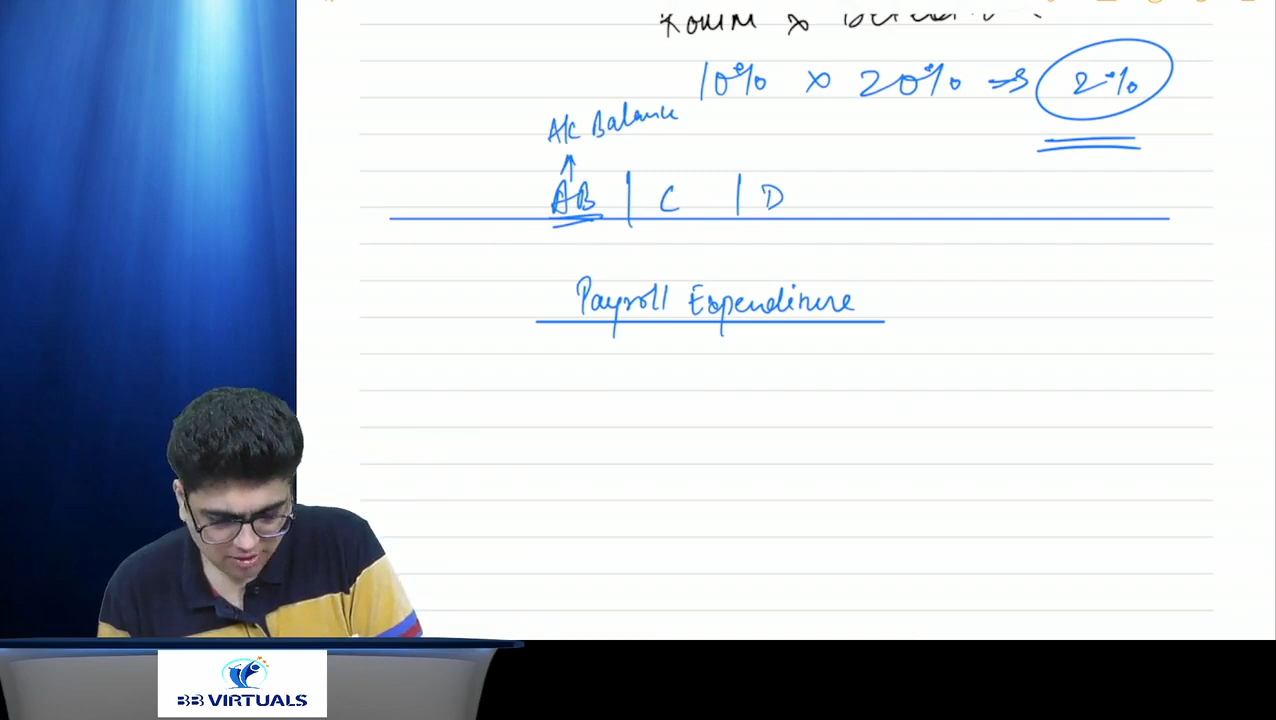 10% x 20% => 2%
A/c Balance
AB | C | D
Payroll Expenditure
BB VIRTUALS